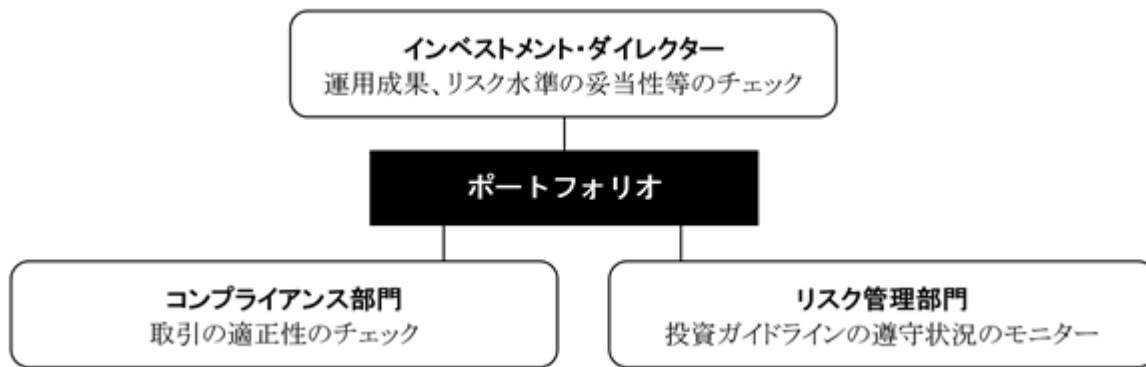 インベストメント・ダイレクター
運用成果、リスク水準の妥当性等のチェック
ポートフォリオ
コンプライアンス部門
取引の適正性のチェック
リスク管理部門
投資ガイドラインの遵守状況のモニター